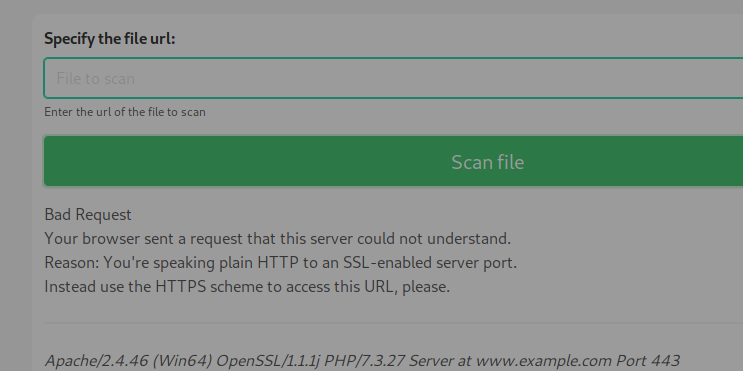 Specify the file url:
File to scan
Enter the url of the file to scan
Scan file
Bad Request
Your browser sent a request that this server could not understand.
Reason: You're speaking plain HTTP to an SSL-enabled server port.
Instead use the HTTPS scheme to access this URL, please.
Apache/2.4.46 (Win64) OpenSSL/1.1.1j PHP/7.3.27 Server at www.example.com Port 443